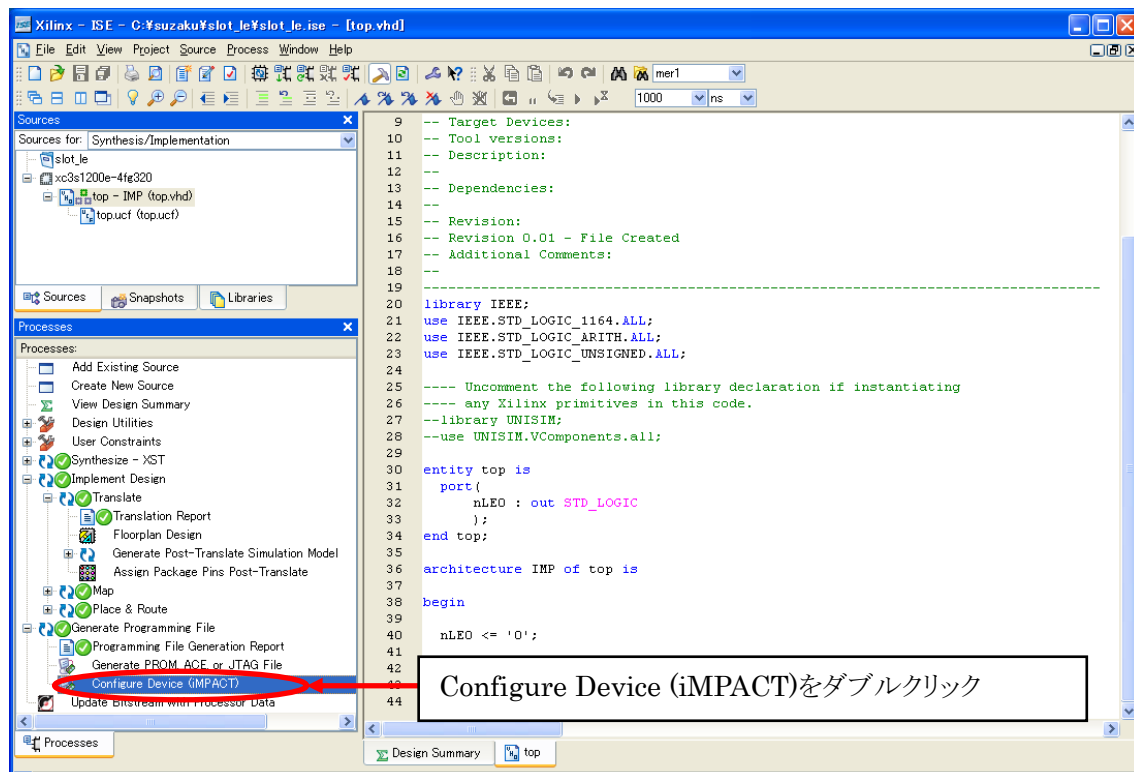 Xilinx - ISE - C:¥suzaku¥slot_le¥slot_le.ise - [top.vhd]
File Edit View Project Source Process Window Help
mer1
1000 ns
Sources
Sources for: Synthesis/Implementation
slot_le
xc3s1200e-4fg320
top - IMP (top.vhd)
top.ucf (top.ucf)
Sources Snapshots Libraries
Processes
Processes:
Add Existing Source
Create New Source
View Design Summary
Design Utilities
User Constraints
Synthesize - XST
Implement Design
Translate
Translation Report
Floorplan Design
Generate Post-Translate Simulation Model
Assign Package Pins Post-Translate
Map
Place & Route
Generate Programming File
Programming File Generation Report
Generate PROM, ACE, or JTAG File
Configure Device (iMPACT)
Update Bitstream with Processor Data
Processes
9 -- Target Devices:
10 -- Tool versions:
11 -- Description:
12 --
13 -- Dependencies:
14 --
15 -- Revision:
16 -- Revision 0.01 - File Created
17 -- Additional Comments:
18 --
19 ----------------------------------------------------------------------------------
20 library IEEE;
21 use IEEE.STD_LOGIC_1164.ALL;
22 use IEEE.STD_LOGIC_ARITH.ALL;
23 use IEEE.STD_LOGIC_UNSIGNED.ALL;
24
25 ---- Uncomment the following library declaration if instantiating
26 ---- any Xilinx primitives in this code.
27 --library UNISIM;
28 --use UNISIM.VComponents.all;
29
30 entity top is
31 port(
32 nLE0 : out STD_LOGIC
33 );
34 end top;
35
36 architecture IMP of top is
37
38 begin
39
40 nLE0 <= '0';
41
42
44
Configure Device (iMPACT)をダブルクリック
Design Summary top